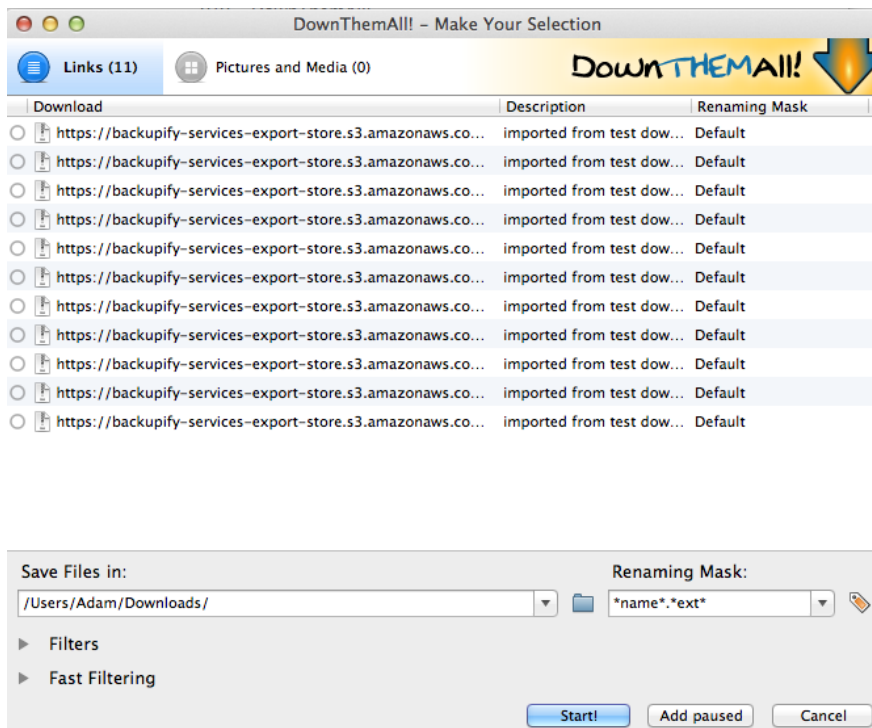 DownThemAll! – Make Your Selection
Links (11)
Pictures and Media (0)
DownTHEMAll!
Download Description Renaming Mask
https://backupify-services-export-store.s3.amazonaws.co... imported from test dow... Default
https://backupify-services-export-store.s3.amazonaws.co... imported from test dow... Default
https://backupify-services-export-store.s3.amazonaws.co... imported from test dow... Default
https://backupify-services-export-store.s3.amazonaws.co... imported from test dow... Default
https://backupify-services-export-store.s3.amazonaws.co... imported from test dow... Default
https://backupify-services-export-store.s3.amazonaws.co... imported from test dow... Default
https://backupify-services-export-store.s3.amazonaws.co... imported from test dow... Default
https://backupify-services-export-store.s3.amazonaws.co... imported from test dow... Default
https://backupify-services-export-store.s3.amazonaws.co... imported from test dow... Default
https://backupify-services-export-store.s3.amazonaws.co... imported from test dow... Default
https://backupify-services-export-store.s3.amazonaws.co... imported from test dow... Default
Save Files in: Renaming Mask:
/Users/Adam/Downloads/ *name*.*ext*
Filters
Fast Filtering
Start! Add paused Cancel